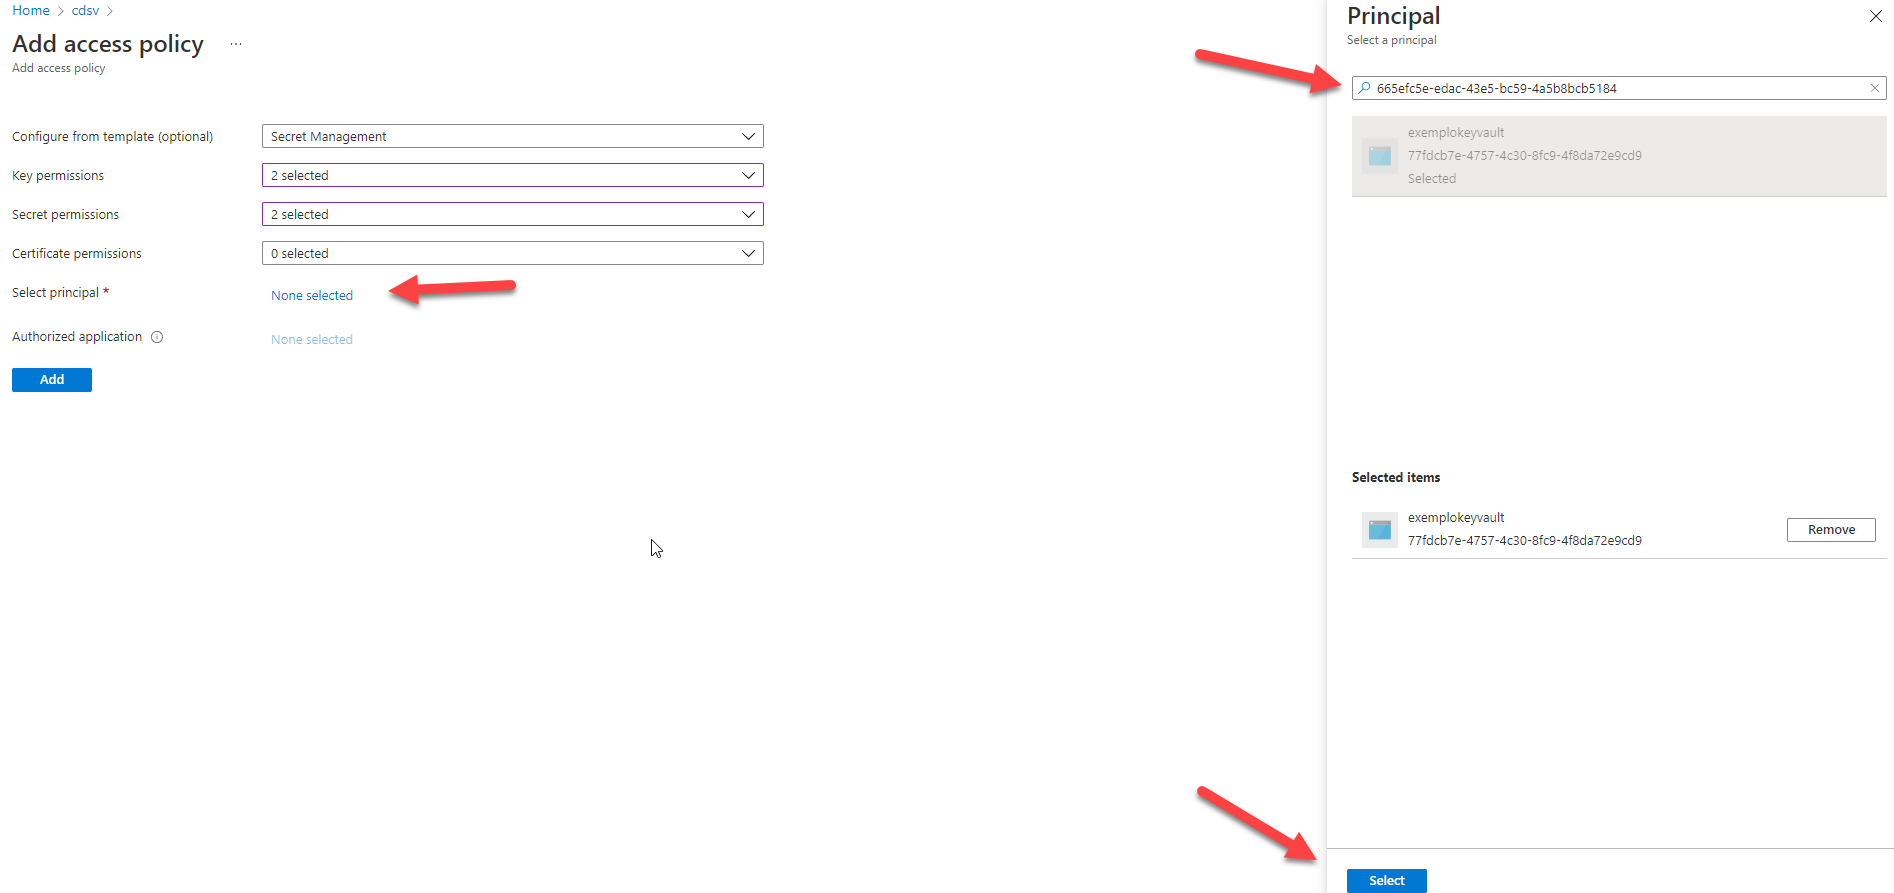 Home > cdsv >
Add access policy ...
Add access policy
Configure from template (optional)
Secret Management
Key permissions
2 selected
Secret permissions
2 selected
Certificate permissions
0 selected
Select principal *
None selected
Authorized application
None selected
Add
Principal
Select a principal
665efc5e-edac-43e5-bc59-4a5b8bcb5184
exemplokeyvault
77fdcb7e-4757-4c30-8fc9-4f8da72e9cd9
Selected
Selected items
exemplokeyvault
77fdcb7e-4757-4c30-8fc9-4f8da72e9cd9
Remove
Select